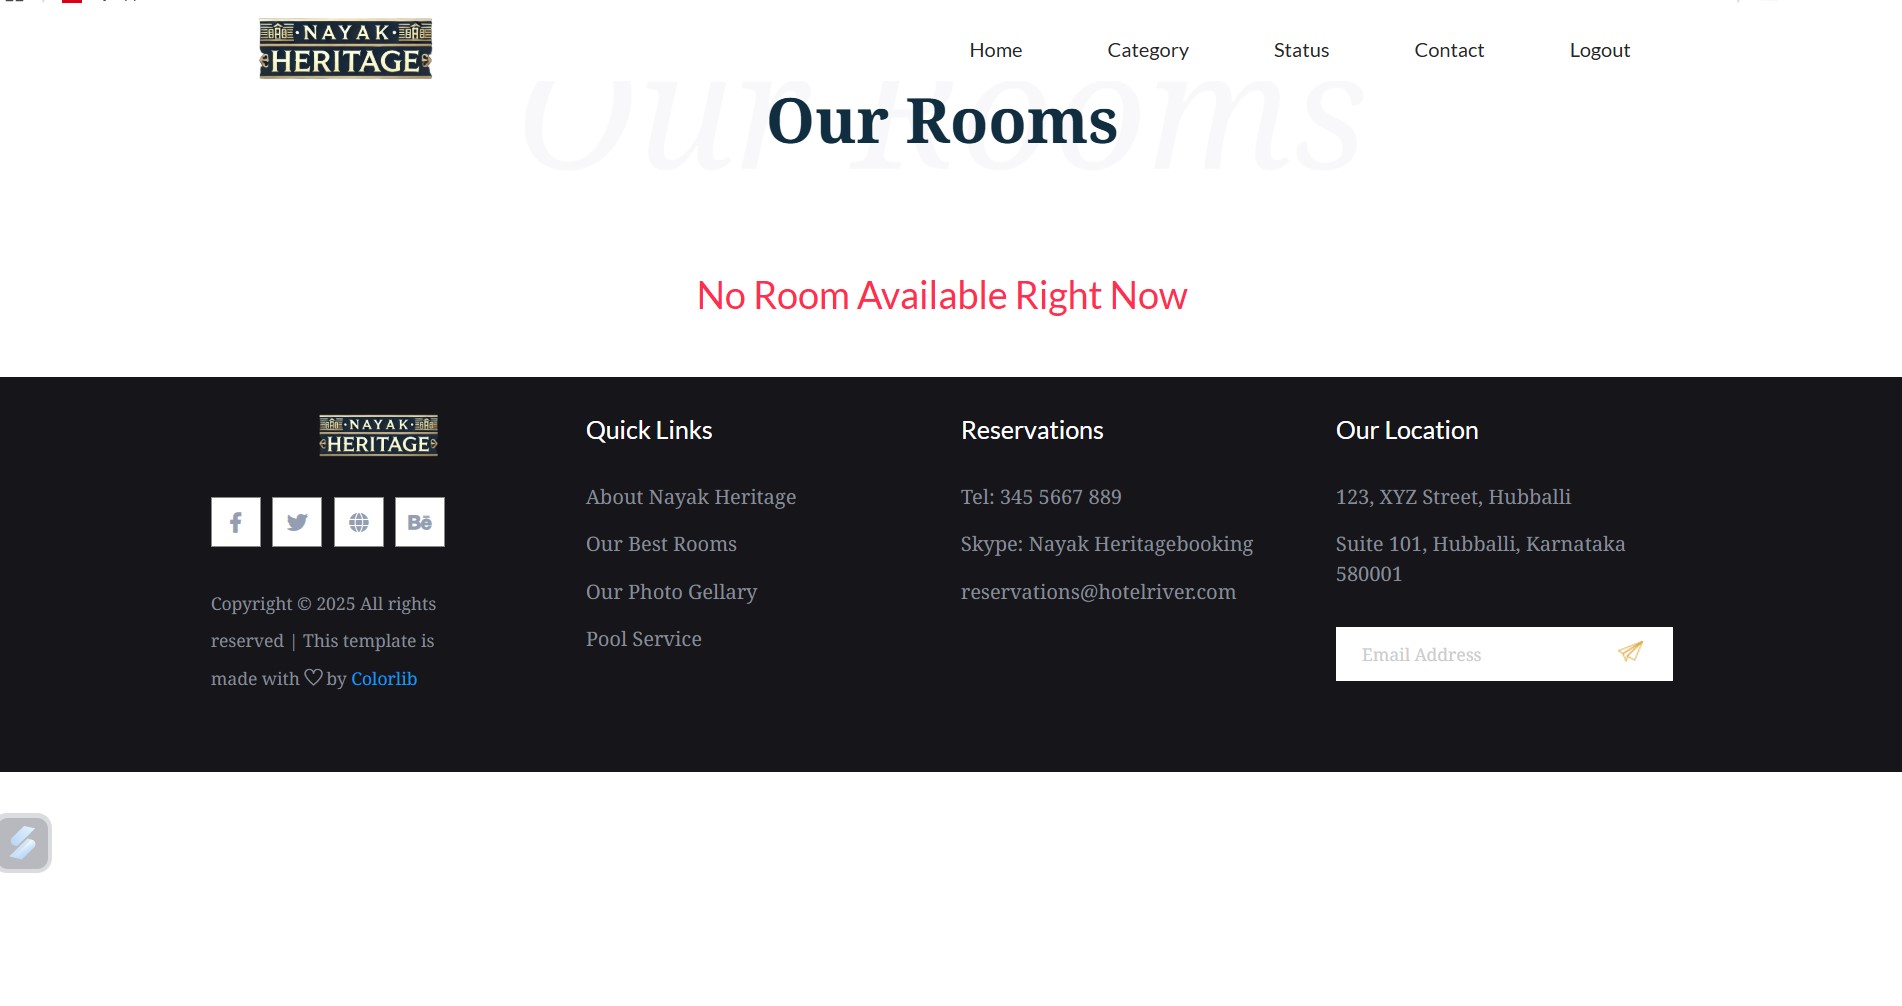 ·NAYAK·
HERITAGE
Home
Category
Status
Contact
Logout
Our Rooms
Our Rooms
No Room Available Right Now
·NAYAK·
HERITAGE
Bē
Copyright © 2025 All rights
reserved | This template is
made with ♡ by Colorlib
Quick Links
About Nayak Heritage
Our Best Rooms
Our Photo Gellary
Pool Service
Reservations
Tel: 345 5667 889
Skype: Nayak Heritagebooking
reservations@hotelriver.com
Our Location
123, XYZ Street, Hubballi
Suite 101, Hubballi, Karnataka
580001
Email Address